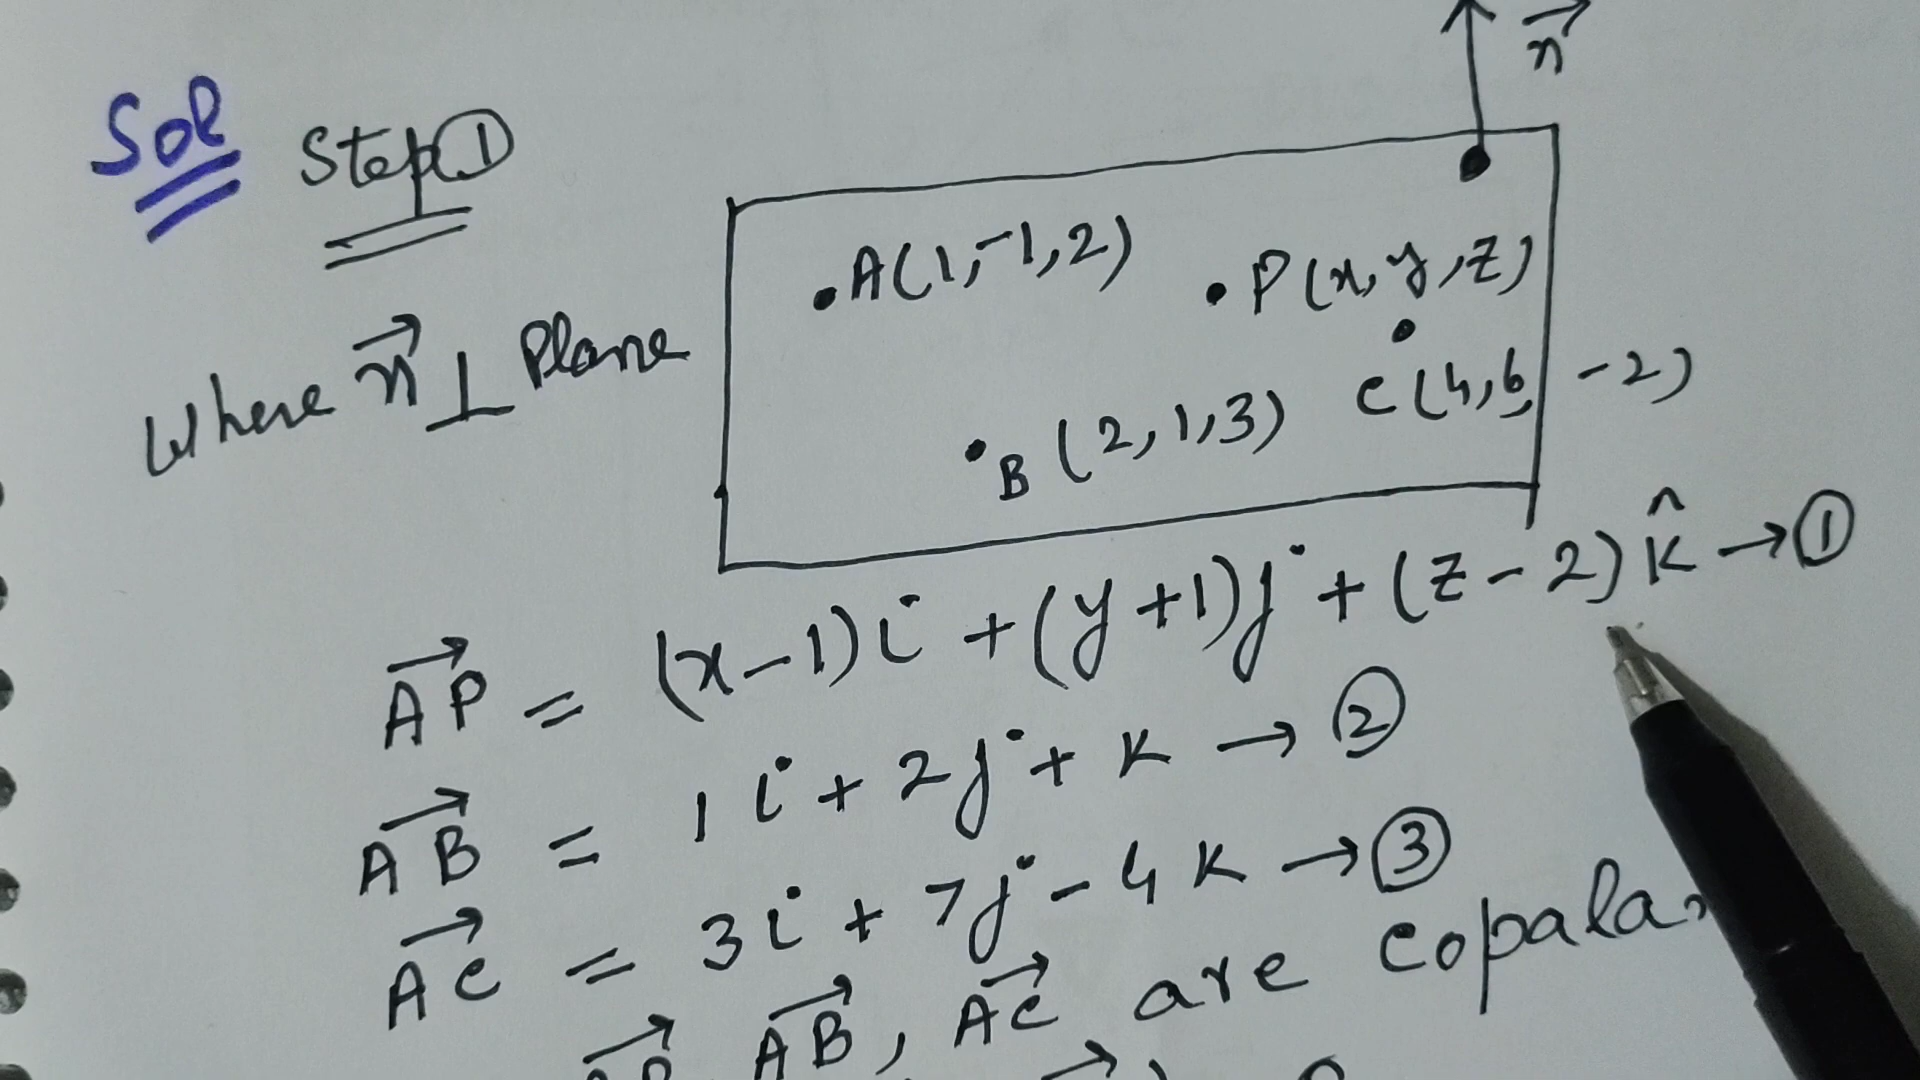 Sol Step ①
n⃗
Where n⃗ ⊥ Plane
A(1,-1,2)
P(x,y,z)
C(4,6,-2)
B(2,1,3)
AP⃗ = (x-1)i + (y+1)j + (z-2)k̂ → ①
AB⃗ = 1i + 2j + k → ②
AC⃗ = 3i + 7j - 4k → ③
AB⃗, AC⃗ are